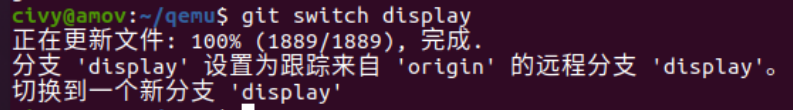 civy@amov:~/qemu$ git switch display
正在更新文件: 100% (1889/1889), 完成.
分支 'display' 设置为跟踪来自 'origin' 的远程分支 'display'。
切换到一个新分支 'display'